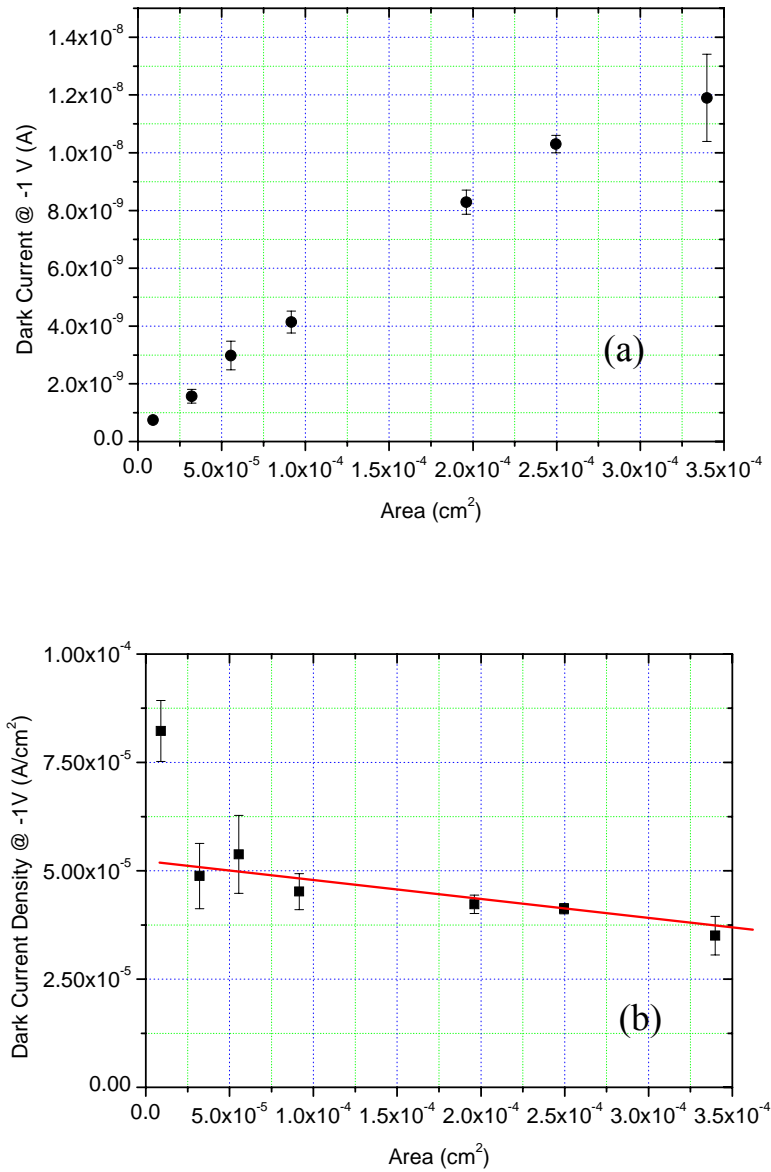 1.4x10⁻⁸
1.2x10⁻⁸
1.0x10⁻⁸
8.0x10⁻⁹
6.0x10⁻⁹
4.0x10⁻⁹
2.0x10⁻⁹
0.0
Dark Current @ -1 V (A)
(a)
0.0 5.0x10⁻⁵ 1.0x10⁻⁴ 1.5x10⁻⁴ 2.0x10⁻⁴ 2.5x10⁻⁴ 3.0x10⁻⁴ 3.5x10⁻⁴
Area (cm²)
1.00x10⁻⁴
7.50x10⁻⁵
5.00x10⁻⁵
2.50x10⁻⁵
0.00
Dark Current Density @ -1V (A/cm²)
(b)
0.0 5.0x10⁻⁵ 1.0x10⁻⁴ 1.5x10⁻⁴ 2.0x10⁻⁴ 2.5x10⁻⁴ 3.0x10⁻⁴ 3.5x10⁻⁴
Area (cm²)